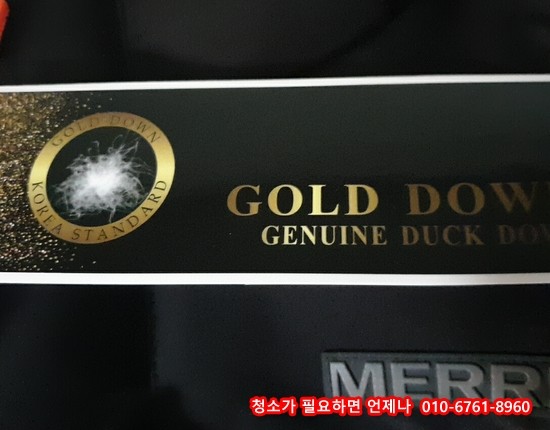 GOLD DOWN
KOREA STANDARD
GOLD DOW
GENUINE DUCK DO
MERR
청소가 필요하면 언제나 010-6761-8960